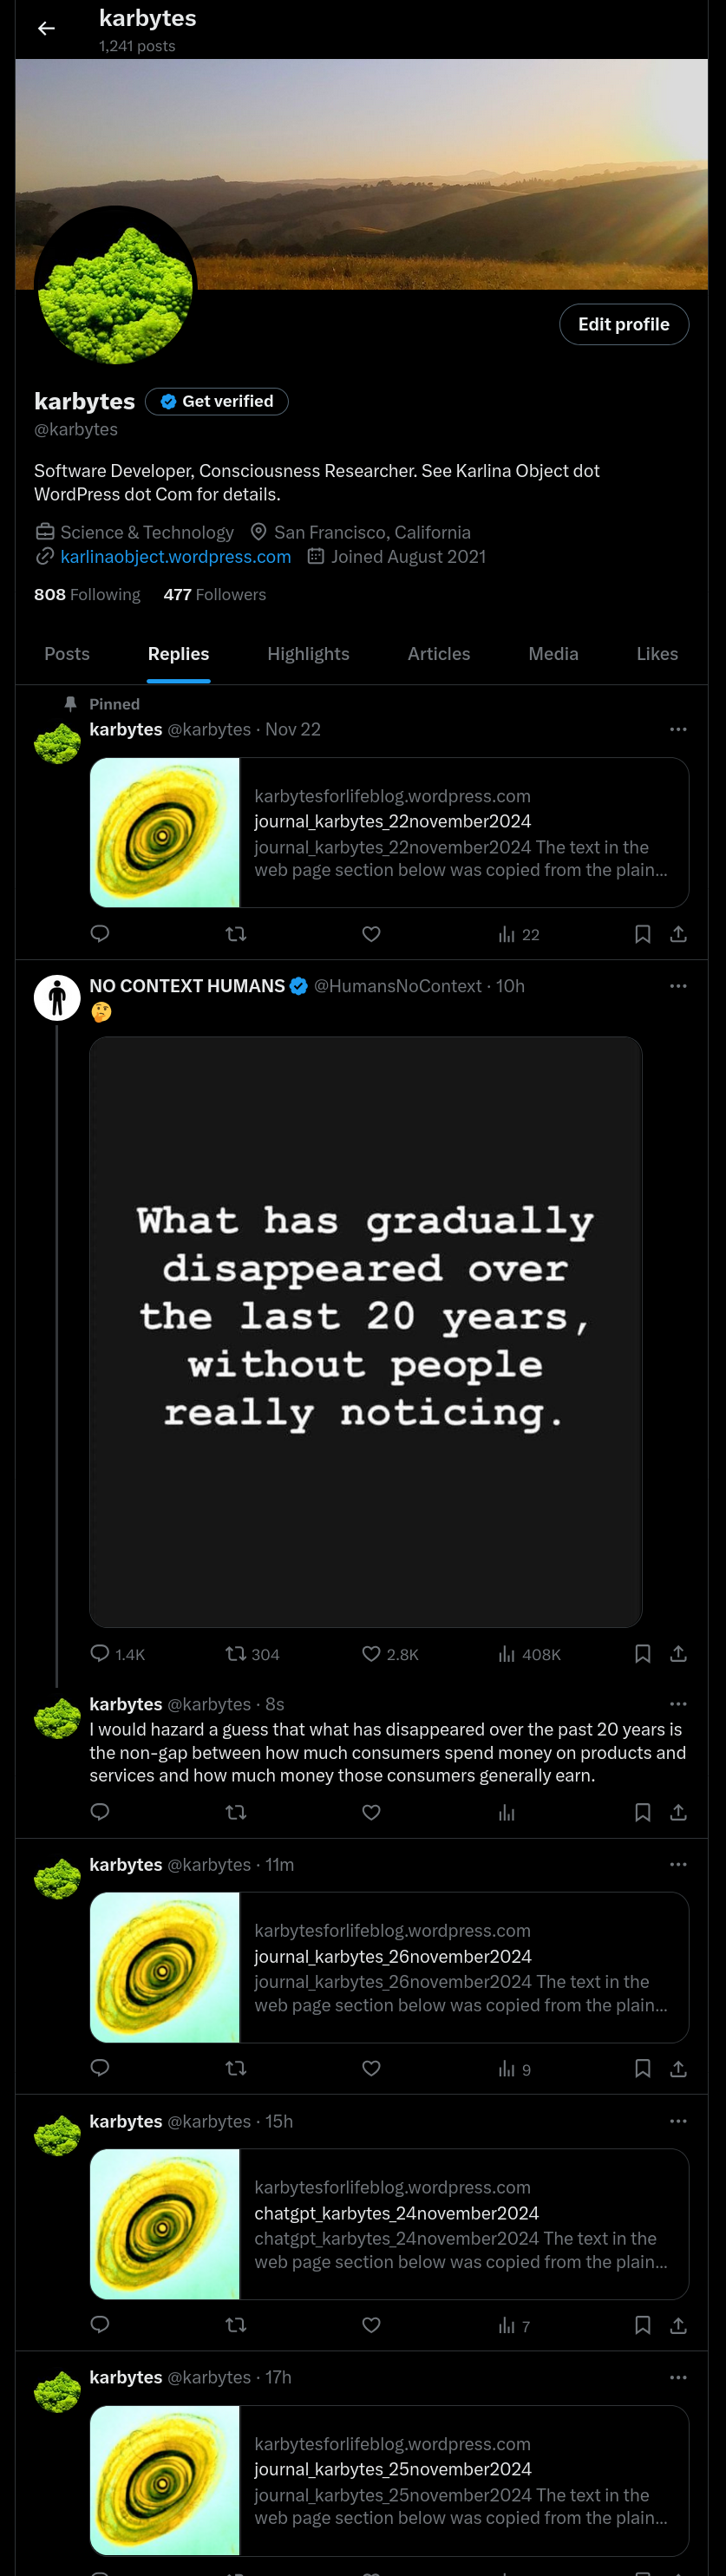 karbytes
1,241 posts
Edit profile
karbytes Get verified
@karbytes
Software Developer, Consciousness Researcher. See Karlina Object dot
WordPress dot Com for details.
Science & Technology San Francisco, California
karlinaobject.wordpress.com Joined August 2021
808 Following 477 Followers
Posts Replies Highlights Articles Media Likes
Pinned
karbytes @karbytes · Nov 22
karbytesforlifeblog.wordpress.com
journal_karbytes_22november2024
journal_karbytes_22november2024 The text in the
web page section below was copied from the plain...
22
NO CONTEXT HUMANS @HumansNoContext · 10h
🤔
What has gradually
disappeared over
the last 20 years,
without people
really noticing.
1.4K 304 2.8K 408K
karbytes @karbytes · 8s
I would hazard a guess that what has disappeared over the past 20 years is
the non-gap between how much consumers spend money on products and
services and how much money those consumers generally earn.
karbytes @karbytes · 11m
karbytesforlifeblog.wordpress.com
journal_karbytes_26november2024
journal_karbytes_26november2024 The text in the
web page section below was copied from the plain...
9
karbytes @karbytes · 15h
karbytesforlifeblog.wordpress.com
chatgpt_karbytes_24november2024
chatgpt_karbytes_24november2024 The text in the
web page section below was copied from the plain...
7
karbytes @karbytes · 17h
karbytesforlifeblog.wordpress.com
journal_karbytes_25november2024
journal_karbytes_25november2024 The text in the
web page section below was copied from the plain...